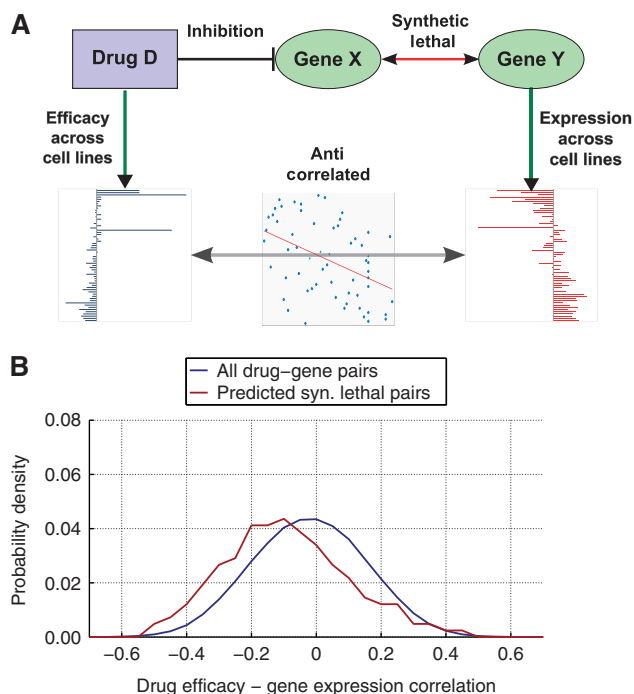 A
Drug D
Inhibition
Gene X
Synthetic
lethal
Gene Y
Efficacy
across
cell lines
Anti
correlated
Expression
across
cell lines
B
All drug–gene pairs
Predicted syn. lethal pairs
Probability density
0.08
0.06
0.04
0.02
0.00
−0.6
−0.4
−0.2
0
0.2
0.4
0.6
Drug efficacy – gene expression correlation